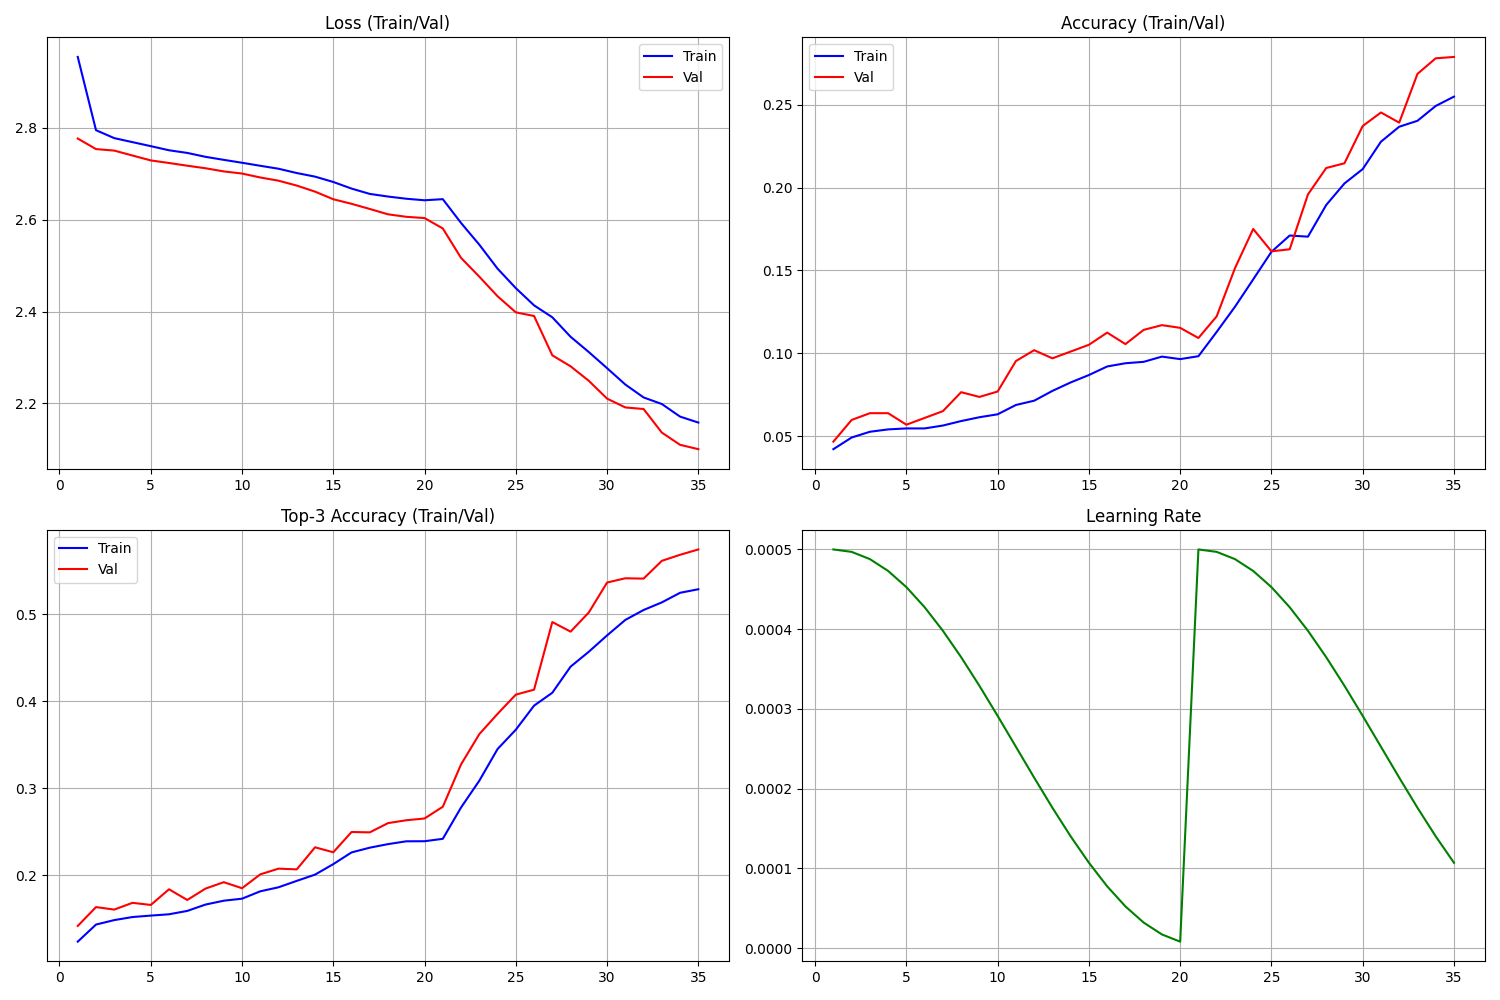 Loss (Train/Val)
Train
Val
2.8
2.6
2.4
2.2
0 5 10 15 20 25 30 35
Accuracy (Train/Val)
Train
Val
0.25
0.20
0.15
0.10
0.05
0 5 10 15 20 25 30 35
Top-3 Accuracy (Train/Val)
Train
Val
0.5
0.4
0.3
0.2
0 5 10 15 20 25 30 35
Learning Rate
0.0005
0.0004
0.0003
0.0002
0.0001
0.0000
0 5 10 15 20 25 30 35